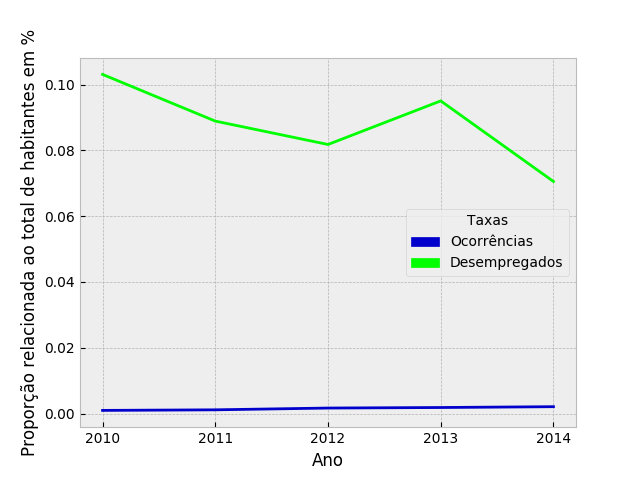 Proporção relacionada ao total de habitantes em %
0.10
0.08
0.06
0.04
0.02
0.00
Taxas
Ocorrências
Desempregados
2010 2011 2012 2013 2014
Ano